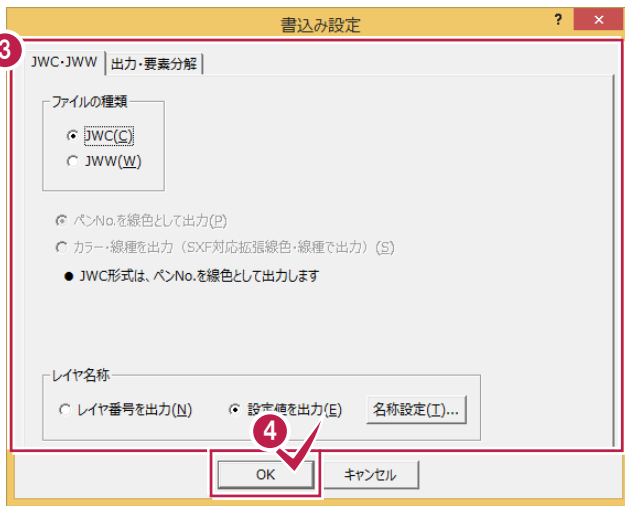 書込み設定
? ×
3
JWC・JWW 出力・要素分解
ファイルの種類
JWC(C)
JWW(W)
ペンNo.を線色として出力(P)
カラー・線種を出力（SXF対応拡張線色・線種で出力）(S)
● JWC形式は、ペンNo.を線色として出力します
レイヤ名称
レイヤ番号を出力(N) 設定値を出力(E) 名称設定(T)...
4
OK キャンセル